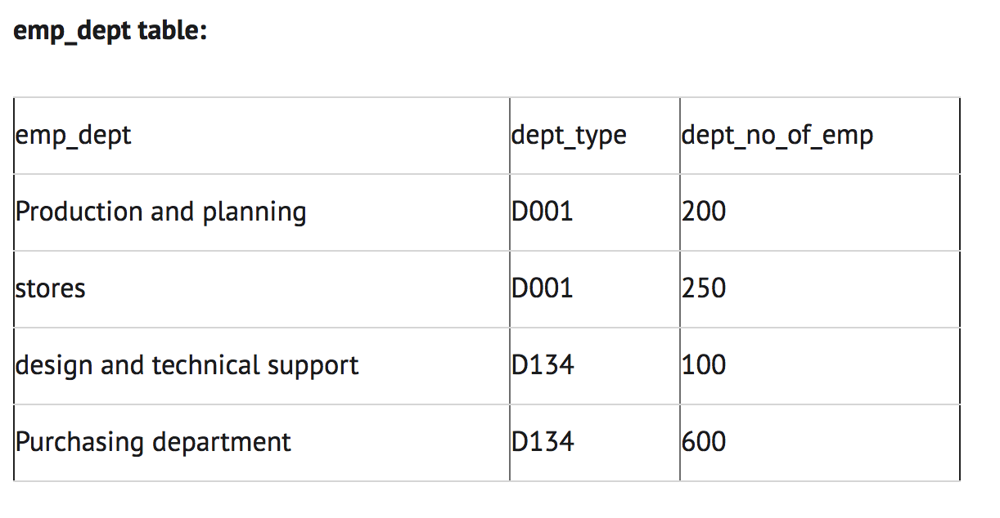 emp_dept table:
emp_dept dept_type dept_no_of_emp
Production and planning D001 200
stores D001 250
design and technical support D134 100
Purchasing department D134 600